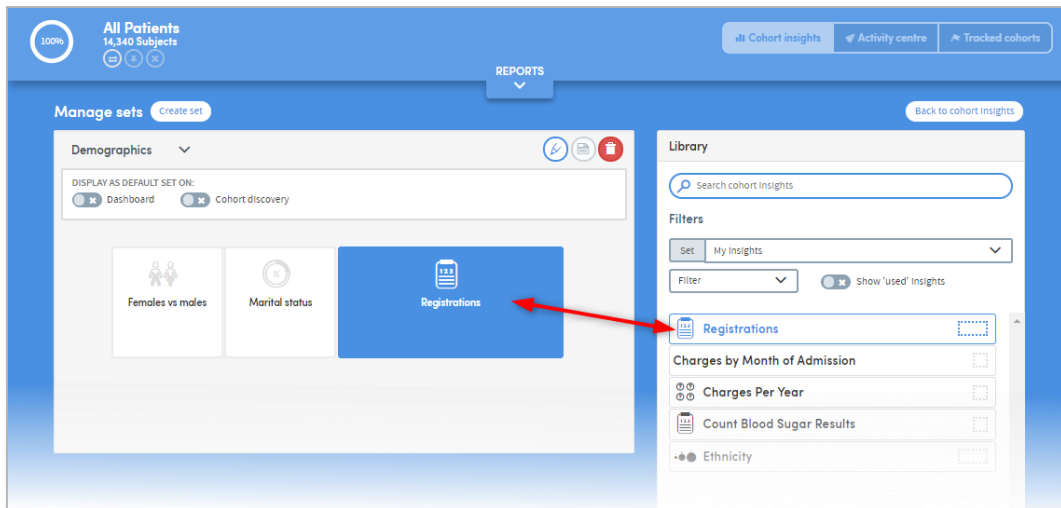 100%
All Patients
14,340 Subjects
Cohort insights
Activity centre
Tracked cohorts
REPORTS
Manage sets
Create set
Back to cohort insights
Demographics
DISPLAY AS DEFAULT SET ON:
Dashboard
Cohort discovery
Females vs males
Marital status
123
Registrations
Library
Search cohort insights
Filters
Set
My insights
Filter
Show 'used' insights
123
Registrations
Charges by Month of Admission
Charges Per Year
123
Count Blood Sugar Results
Ethnicity